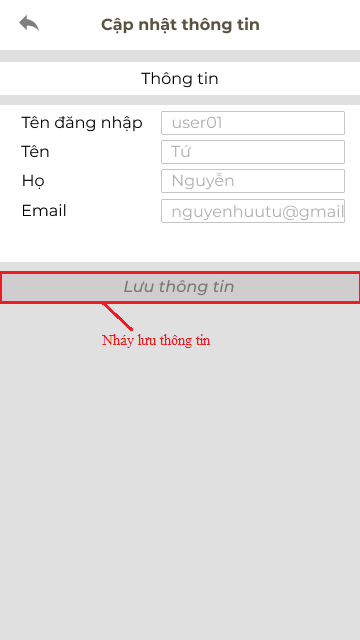 Cập nhật thông tin
Thông tin
Tên đăng nhập user01
Tên Tứ
Họ Nguyễn
Email nguyenhuutu@gmail
Lưu thông tin
Nháy lưu thông tin